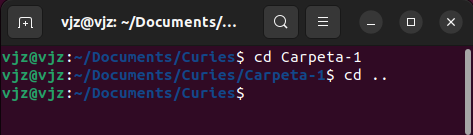 vjz@vjz: ~/Documents/...
vjz@vjz:~/Documents/Curies$ cd Carpeta-1
vjz@vjz:~/Documents/Curies/Carpeta-1$ cd ..
vjz@vjz:~/Documents/Curies$